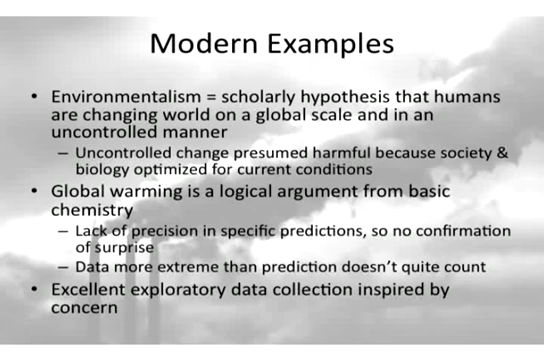 Modern Examples
• Environmentalism = scholarly hypothesis that humans
are changing world on a global scale and in an
uncontrolled manner
– Uncontrolled change presumed harmful because society &
biology optimized for current conditions
• Global warming is a logical argument from basic
chemistry
– Lack of precision in specific predictions, so no confirmation
of surprise
– Data more extreme than prediction doesn't quite count
• Excellent exploratory data collection inspired by
concern